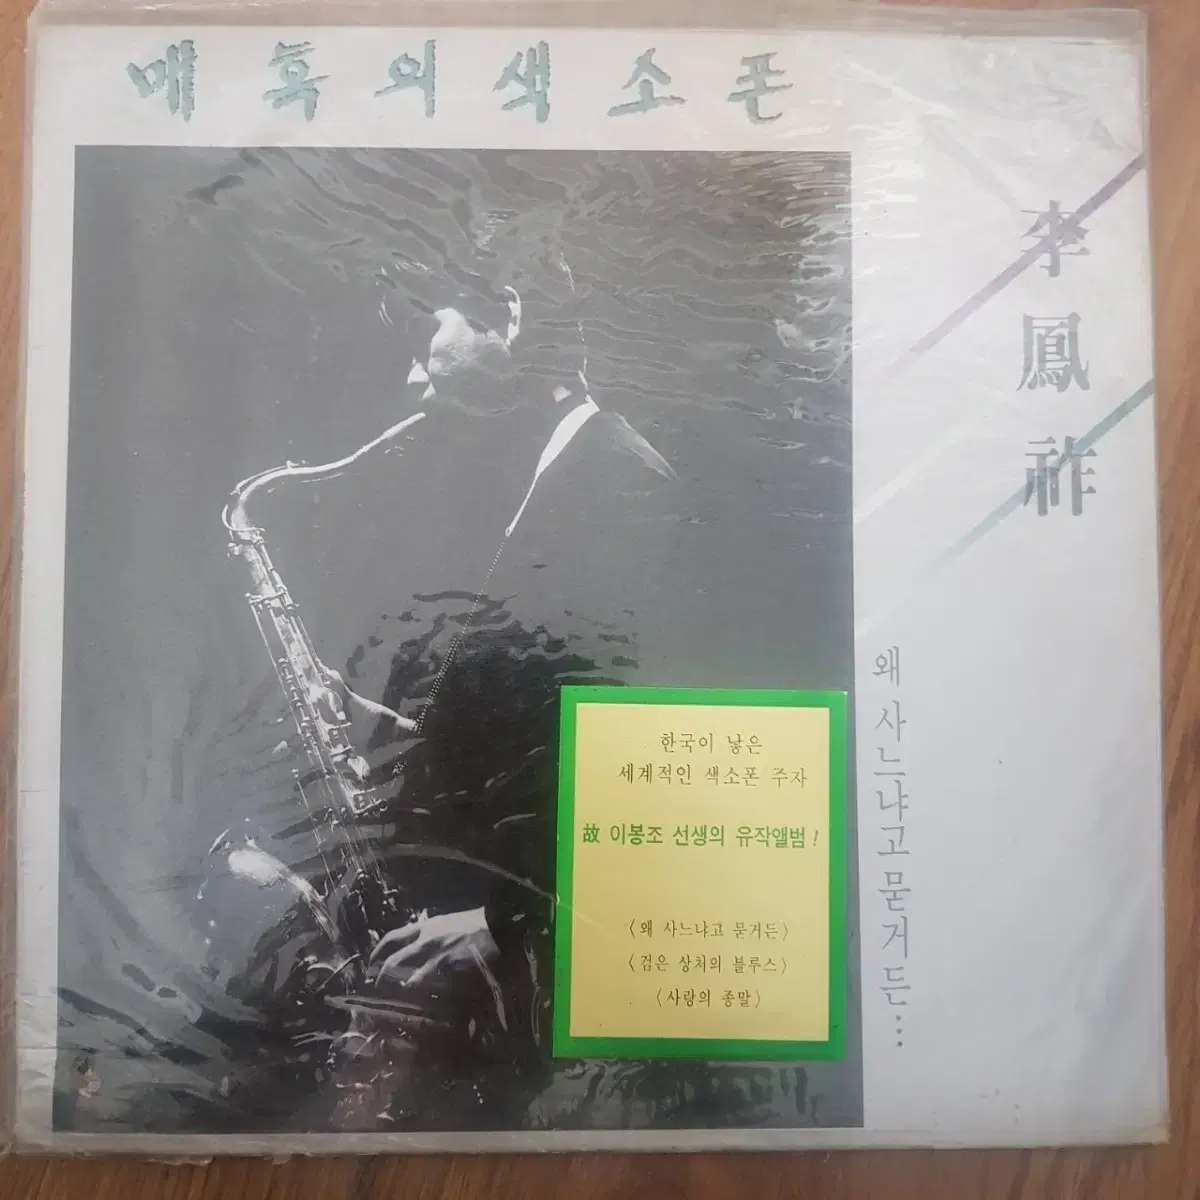 매혹의 색소폰
李鳳祚
왜 사느냐고 묻거든...
한국이 낳은
세계적인 색소폰 주자
故 이봉조 선생의 유작앨범!
〈왜 사느냐고 묻거든〉
〈검은 상처의 블루스〉
〈사랑의 종말〉